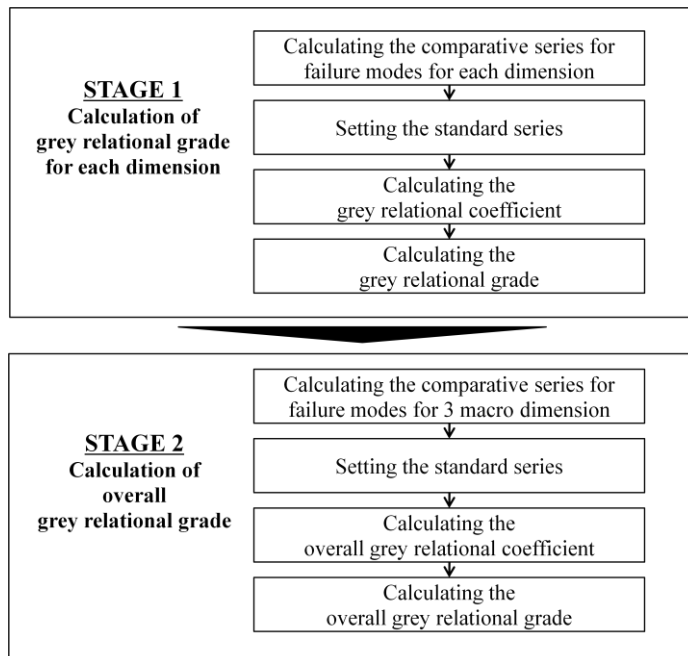 STAGE 1
Calculation of
grey relational grade
for each dimension
Calculating the comparative series for
failure modes for each dimension
Setting the standard series
Calculating the
grey relational coefficient
Calculating the
grey relational grade
STAGE 2
Calculation of
overall
grey relational grade
Calculating the comparative series for
failure modes for 3 macro dimension
Setting the standard series
Calculating the
overall grey relational coefficient
Calculating the
overall grey relational grade